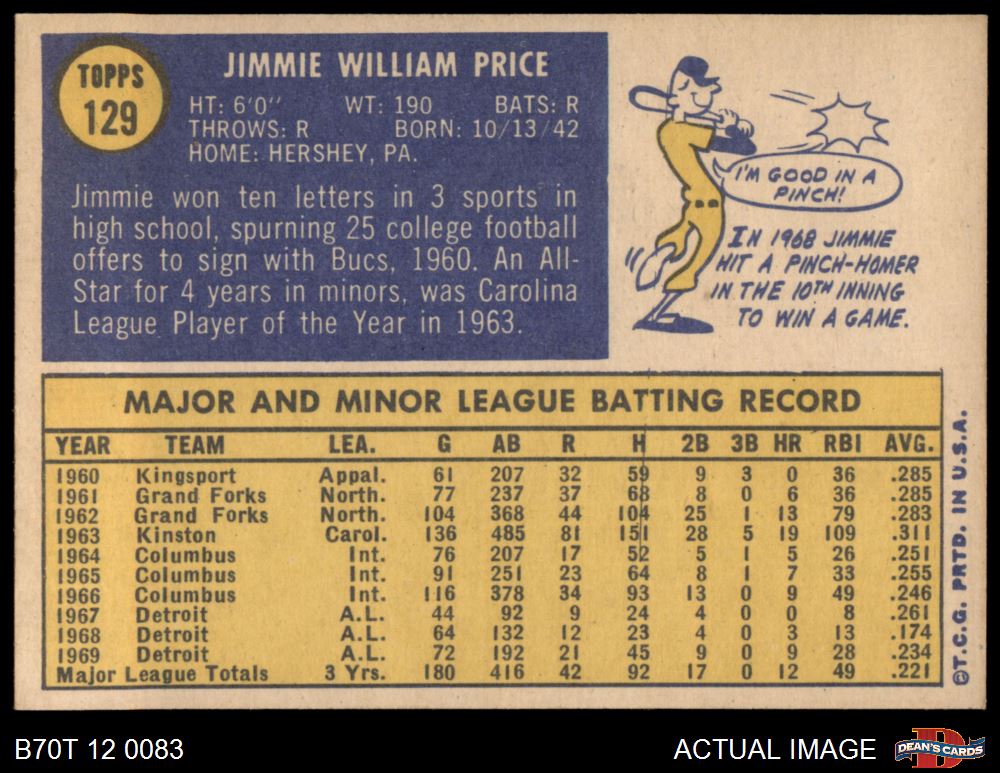 TOPPS
129
JIMMIE WILLIAM PRICE
HT: 6'0" WT: 190 BATS: R
THROWS: R BORN: 10/13/42
HOME: HERSHEY, PA.
Jimmie won ten letters in 3 sports in
high school, spurning 25 college football
offers to sign with Bucs, 1960. An All-
Star for 4 years in minors, was Carolina
League Player of the Year in 1963.
I'M GOOD IN A
PINCH!
IN 1968 JIMMIE
HIT A PINCH-HOMER
IN THE 10TH INNING
TO WIN A GAME.
MAJOR AND MINOR LEAGUE BATTING RECORD
YEAR TEAM LEA. G AB R H 2B 3B HR RBI AVG.
1960 Kingsport Appal. 61 207 32 59 9 3 0 36 .285
1961 Grand Forks North. 77 237 37 68 8 0 6 36 .285
1962 Grand Forks North. 104 368 44 104 25 1 13 79 .283
1963 Kinston Carol. 136 485 81 151 28 5 19 109 .311
1964 Columbus Int. 76 207 17 52 5 1 5 26 .251
1965 Columbus Int. 91 251 23 64 8 1 7 33 .255
1966 Columbus Int. 116 378 34 93 13 0 9 49 .246
1967 Detroit A.L. 44 92 9 24 4 0 0 8 .261
1968 Detroit A.L. 64 132 12 23 4 0 3 13 .174
1969 Detroit A.L. 72 192 21 45 9 0 9 28 .234
Major League Totals 3 Yrs. 180 416 42 92 17 0 12 49 .221
©T.C.G. PRTD. IN U.S.A.
B70T 12 0083
ACTUAL IMAGE
D
DEAN'S CARDS